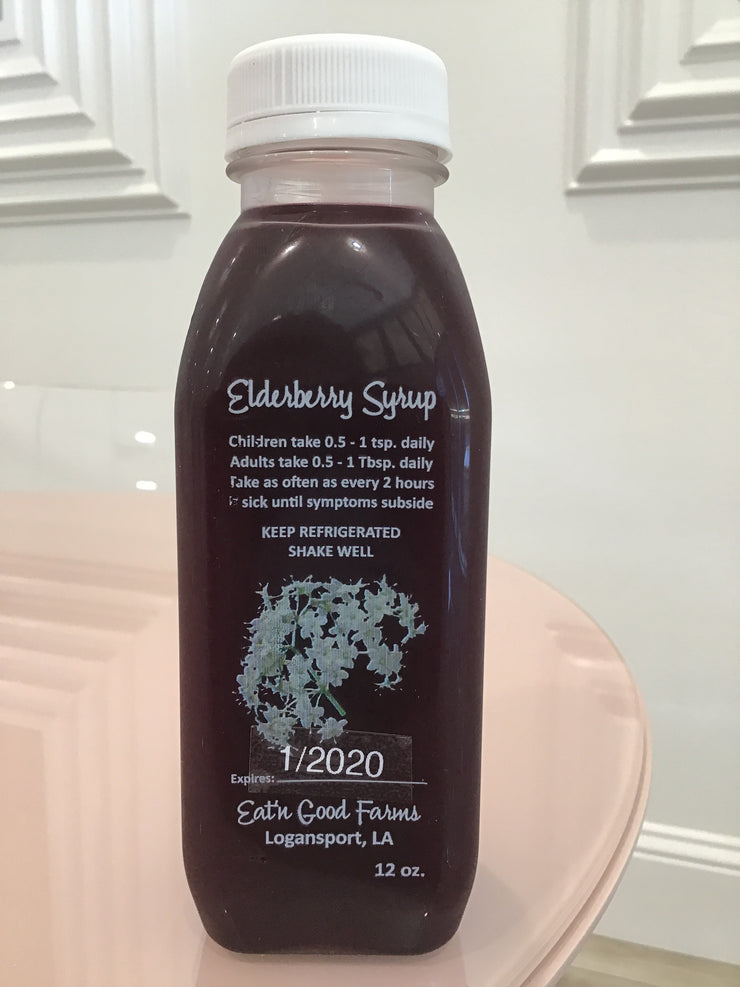 Elderberry Syrup
Children take 0.5 - 1 tsp. daily
Adults take 0.5 - 1 Tbsp. daily
Take as often as every 2 hours
if sick until symptoms subside
KEEP REFRIGERATED
SHAKE WELL
1/2020
Expires:
Eat'n Good Farms
Logansport, LA
12 oz.